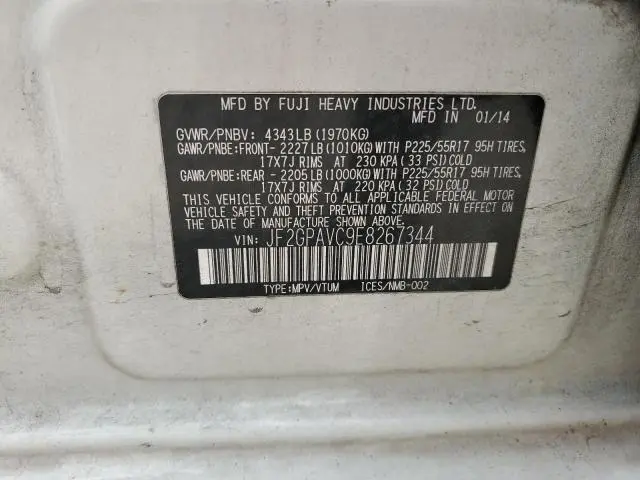 MFD BY FUJI HEAVY INDUSTRIES LTD.
MFD IN 01/14
GVWR/PNBV: 4343LB(1970KG)
GAWR/PNBE:FRONT- 2227LB(1010KG)WITH P225/55R17 95H TIRES,
17X7J RIMS AT 230 KPA(33 PSI)COLD
GAWR/PNBE:REAR - 2205LB(1000KG)WITH P225/55R17 95H TIRES,
17X7J RIMS AT 220 KPA(32 PSI)COLD
THIS VEHICLE CONFORMS TO ALL APPLICABLE FEDERAL MOTOR
VEHICLE SAFETY AND THEFT PREVENTION STANDARDS IN EFFECT
ON THE DATE OF MANUFACTURE SHOWN ABOVE.
VIN: JF2GPAVC9E8267344
TYPE:MPV/VTUM ICES/NMB-002